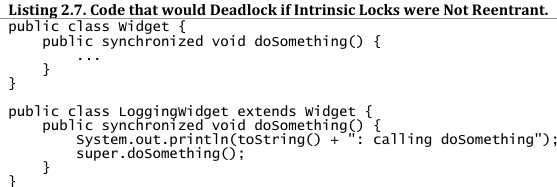 Listing 2.7. Code that would Deadlock if Intrinsic Locks were Not Reentrant.
public class Widget {
    public synchronized void doSomething() {
        ...
    }
}
public class LoggingWidget extends Widget {
    public synchronized void doSomething() {
        System.out.println(toString() + ": calling doSomething");
        super.doSomething();
    }
}